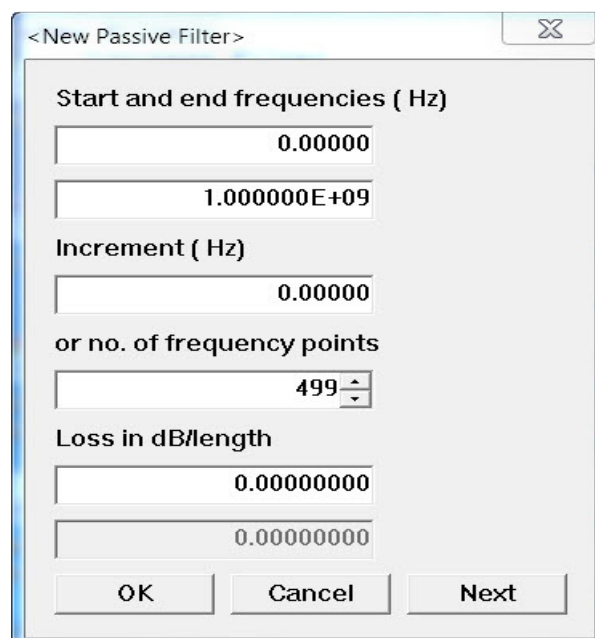 <New Passive Filter>
Start and end frequencies ( Hz)
0.00000
1.000000E+09
Increment ( Hz)
0.00000
or no. of frequency points
499
Loss in dB/length
0.00000000
0.00000000
OK Cancel Next